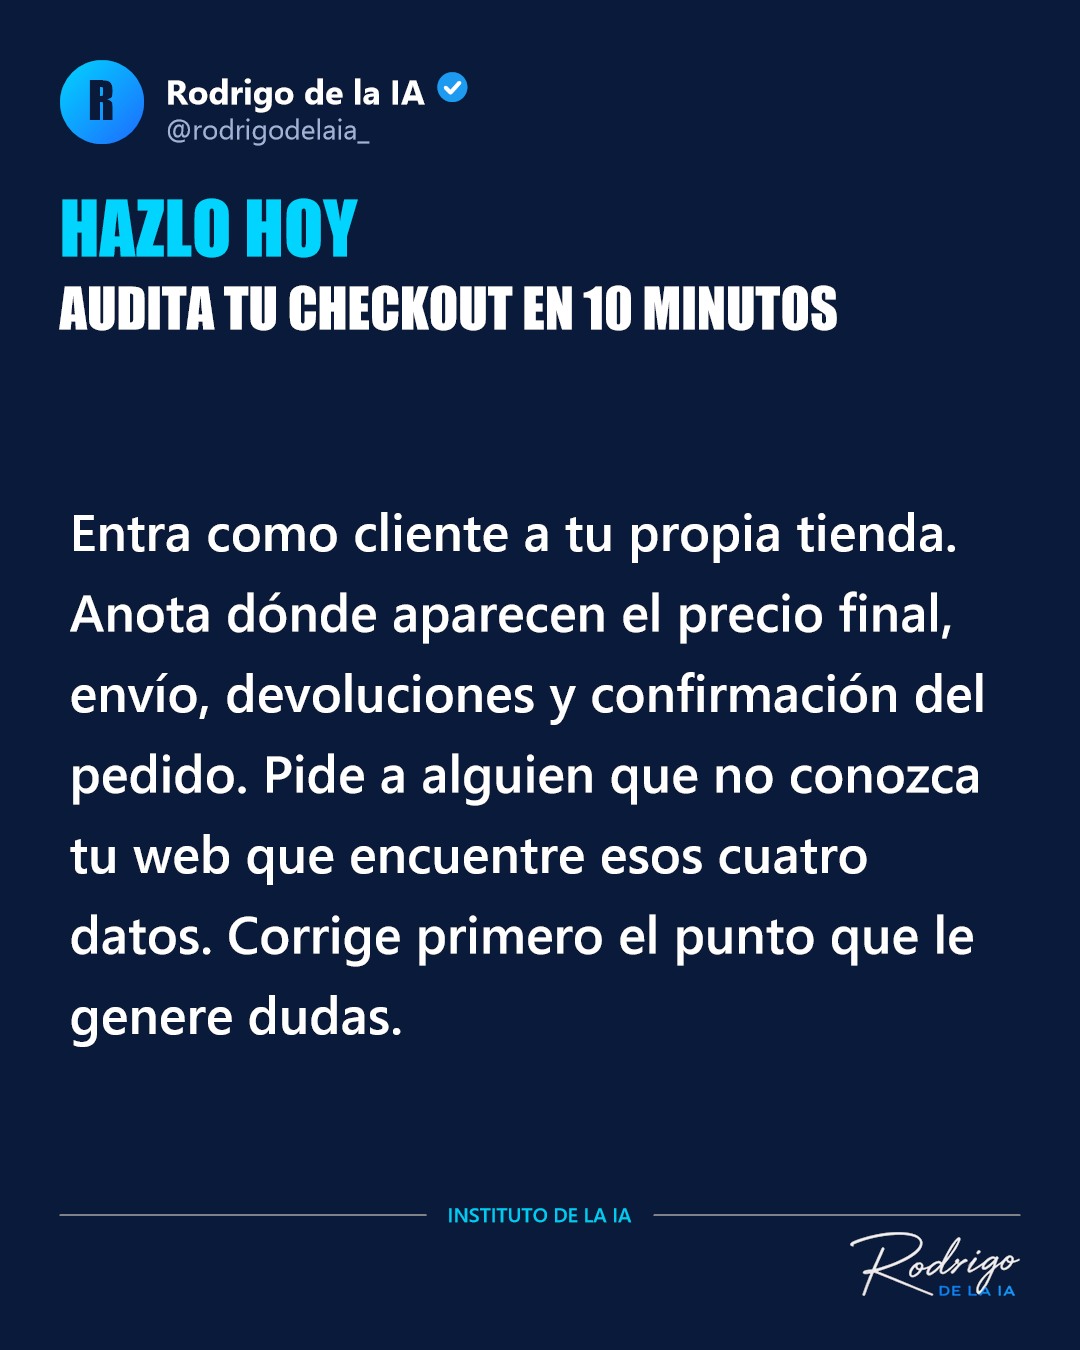 R
Rodrigo de la IA
@rodrigodelaia_
HAZLO HOY
AUDITA TU CHECKOUT EN 10 MINUTOS
Entra como cliente a tu propia tienda.
Anota dónde aparecen el precio final,
envío, devoluciones y confirmación del
pedido. Pide a alguien que no conozca
tu web que encuentre esos cuatro
datos. Corrige primero el punto que le
genere dudas.
INSTITUTO DE LA IA
Rodrigo
DE LA IA